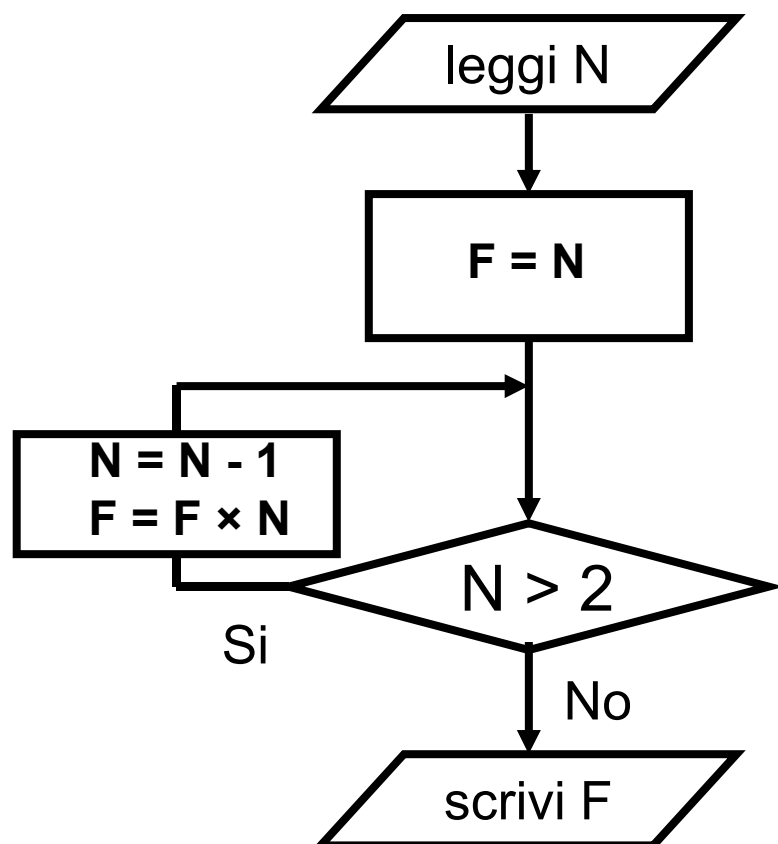 leggi N
F = N
N = N - 1
F = F × N
N > 2
Si
No
scrivi F